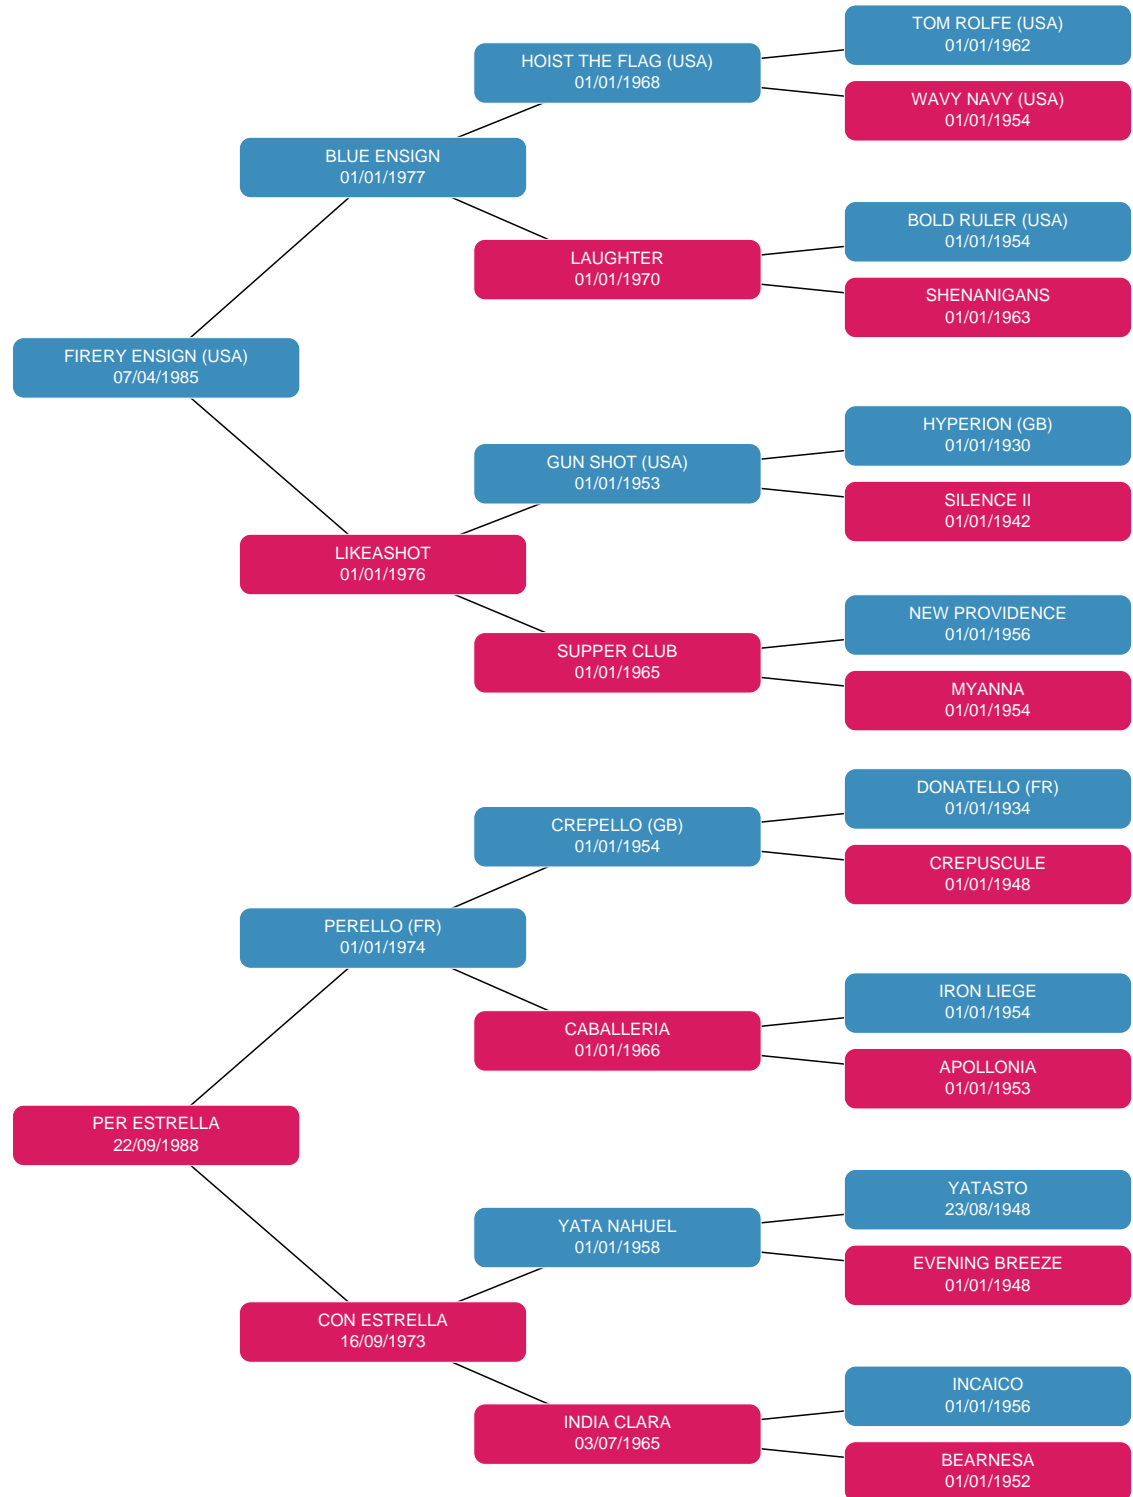 TOM ROLFE (USA)
01/01/1962
HOIST THE FLAG (USA)
01/01/1968
WAVY NAVY (USA)
01/01/1954
BLUE ENSIGN
01/01/1977
BOLD RULER (USA)
01/01/1954
LAUGHTER
01/01/1970
SHENANIGANS
01/01/1963
FIRERY ENSIGN (USA)
07/04/1985
HYPERION (GB)
01/01/1930
GUN SHOT (USA)
01/01/1953
SILENCE II
01/01/1942
LIKEASHOT
01/01/1976
NEW PROVIDENCE
01/01/1956
SUPPER CLUB
01/01/1965
MYANNA
01/01/1954
DONATELLO (FR)
01/01/1934
CREPELLO (GB)
01/01/1954
CREPUSCULE
01/01/1948
PERELLO (FR)
01/01/1974
IRON LIEGE
01/01/1954
CABALLERIA
01/01/1966
APOLLONIA
01/01/1953
PER ESTRELLA
22/09/1988
YATASTO
23/08/1948
YATA NAHUEL
01/01/1958
EVENING BREEZE
01/01/1948
CON ESTRELLA
16/09/1973
INCAICO
01/01/1956
INDIA CLARA
03/07/1965
BEARNESA
01/01/1952